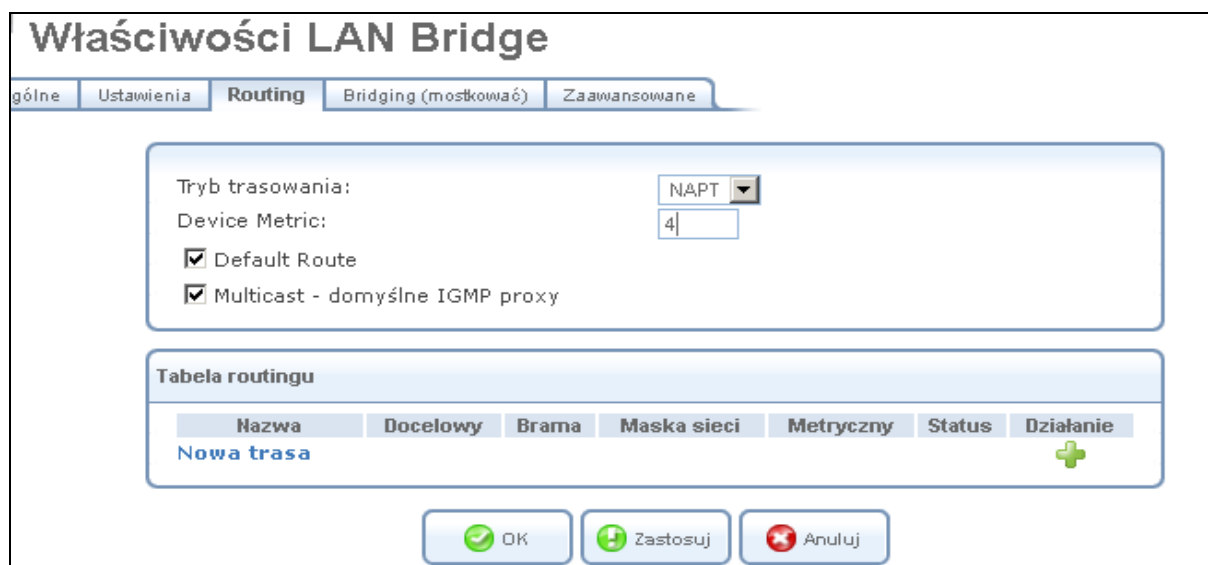 Właściwości LAN Bridge
gólne Ustawienia Routing Bridging (mostkować) Zaawansowane
Tryb trasowania: NAPT
Device Metric: 4
Default Route
Multicast - domyślne IGMP proxy
Tabela routingu
Nazwa Docelowy Brama Maska sieci Metryczny Status Działanie
Nowa trasa
OK Zastosuj Anuluj